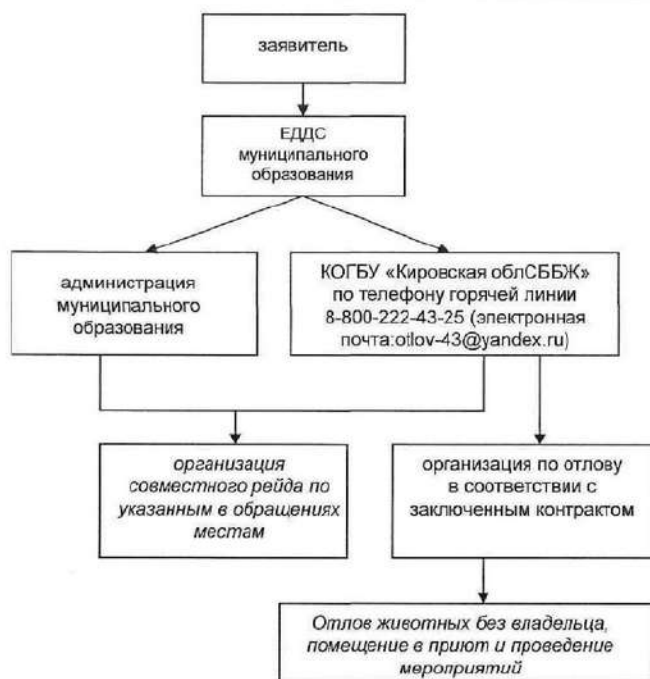 заявитель
ЕДДС
муниципального
образования
администрация
муниципального
образования
КОГБУ «Кировская облСББЖ»
по телефону горячей линии
8-800-222-43-25 (электронная
почта:otlov-43@yandex.ru)
организация
совместного рейда по
указанным в обращениях
местам
организация по отлову
в соответствии с
заключенным контрактом
Отлов животных без владельца,
помещение в приют и проведение
мероприятий